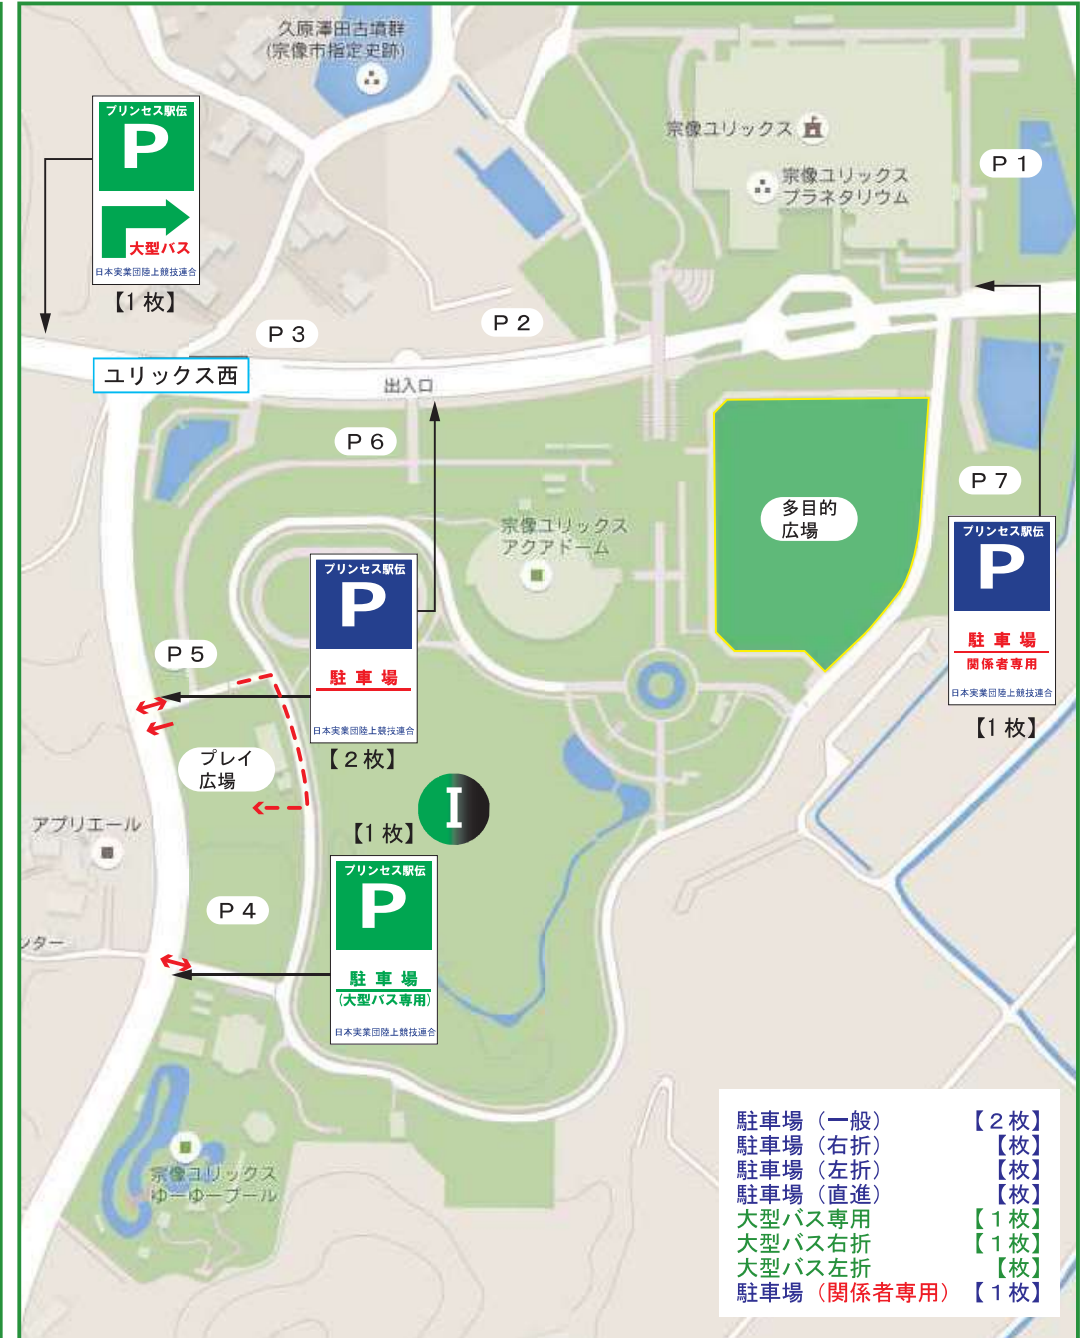 久原澤田古墳群
(宗像市指定史跡)
プリンセス駅伝
P
大型バス
日本実業団陸上競技連合
【1枚】
宗像ユリックス
宗像ユリックス
プラネタリウム
P 1
P 2
P 3
ユリックス西
出入口
P 6
P 7
多目的
広場
宗像ユリックス
アクアドーム
プリンセス駅伝
P
駐車場
関係者専用
日本実業団陸上競技連合
【1枚】
プリンセス駅伝
P
駐車場
日本実業団陸上競技連合
【2枚】
P 5
プレイ
広場
I
【1枚】
アプリエール
プリンセス駅伝
P
駐車場
(大型バス専用)
日本実業団陸上競技連合
P 4
ンター
宗像ユリックス
ゆーゆープール
駐車場（一般）　【2枚】
駐車場（右折）　【枚】
駐車場（左折）　【枚】
駐車場（直進）　【枚】
大型バス専用　【1枚】
大型バス右折　【1枚】
大型バス左折　【枚】
駐車場（関係者専用）【1枚】